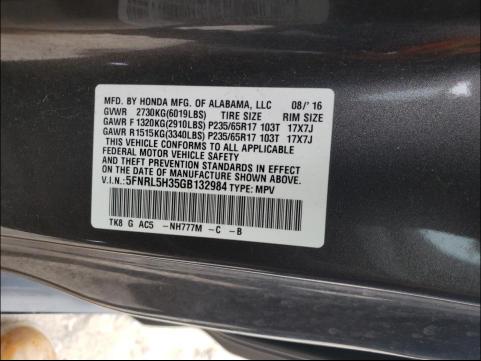 MFD. BY HONDA MFG. OF ALABAMA, LLC 08/'16
GVWR 2730KG(6019LBS) TIRE SIZE RIM SIZE
GAWR F 1320KG(2910LBS) P235/65R17 103T 17X7J
GAWR R1515KG(3340LBS) P235/65R17 103T 17X7J
THIS VEHICLE CONFORMS TO ALL APPLICABLE
FEDERAL MOTOR VEHICLE SAFETY
AND THEFT PREVENTION STANDARDS IN EFFECT
ON THE DATE OF MANUFACTURE SHOWN ABOVE.
V.I.N.: 5FNRL5H35GB132984 TYPE: MPV
TK8 G AC5 -NH777M -C -B